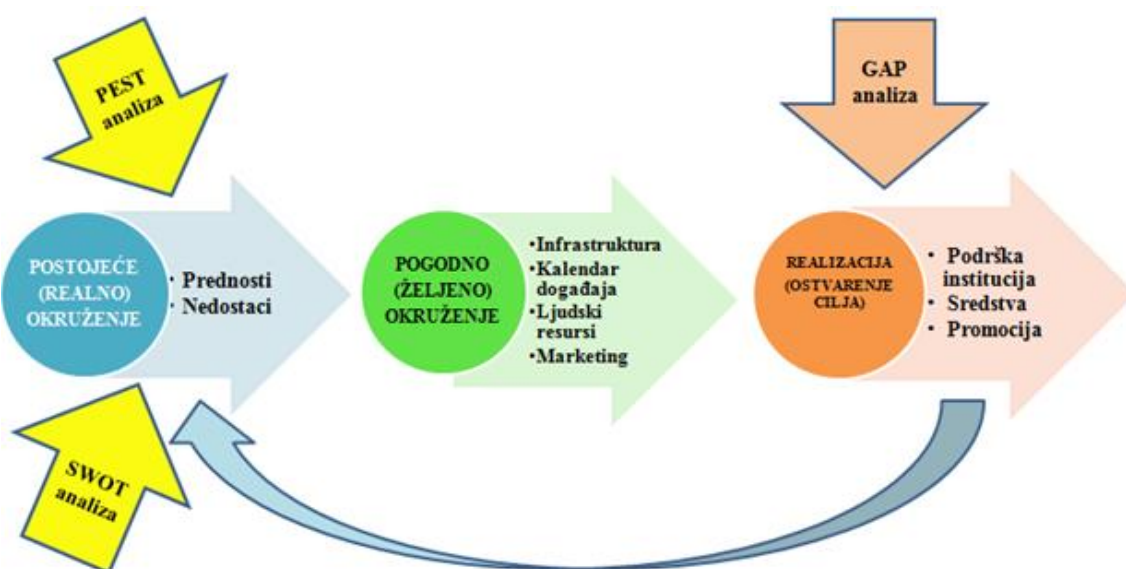 PEST
analiza
GAP
analiza
POSTOJEĆE
(REALNO)
OKRUŽENJE
• Prednosti
• Nedostaci
POGODNO
(ŽELJENO)
OKRUŽENJE
•Infrastruktura
•Kalendar
događaja
•Ljudski
resursi
•Marketing
REALIZACIJA
(OSTVARENJE
CILJA)
• Podrška
institucija
• Sredstva
• Promocija
SWOT
analiza